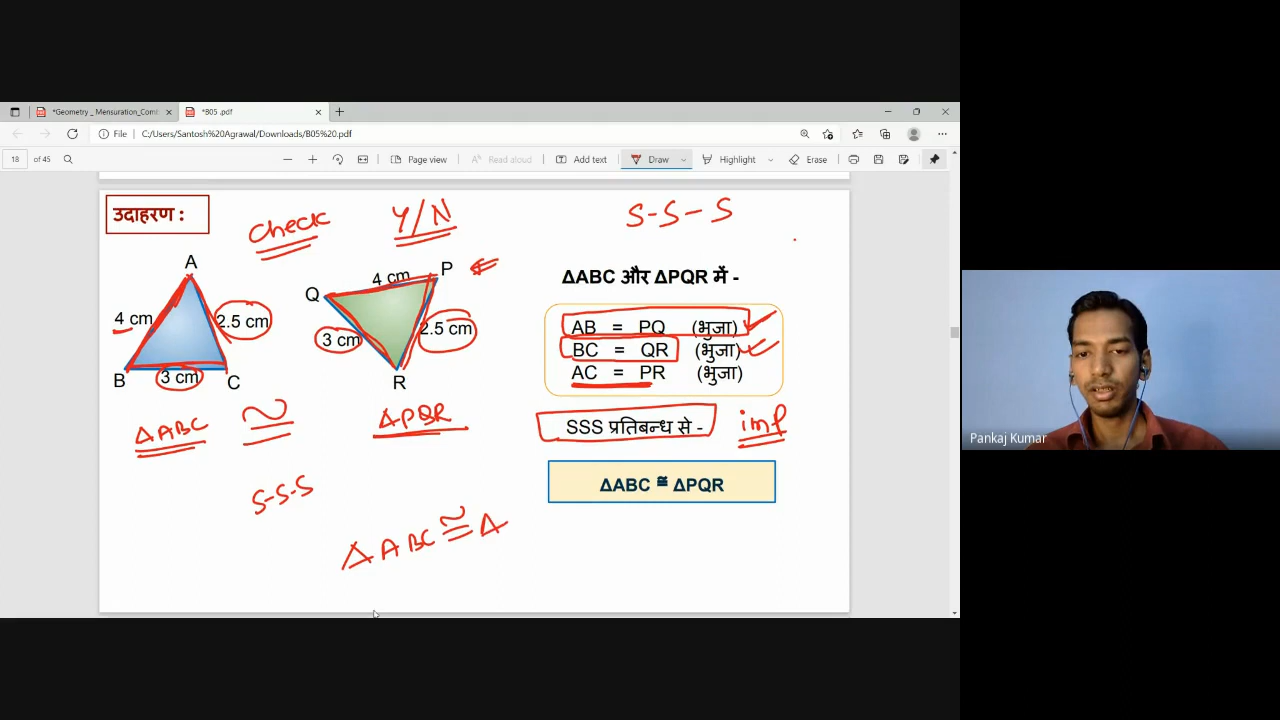 *Geometry _ Mensuration_Comb
*B05 .pdf
File
C:/Users/Santosh%20Agrawal/Downloads/B05%20.pdf
18 of 45
Page view
Read aloud
Add text
Draw
Highlight
Erase
उदाहरण :
check
Y/N
S-S-S
A
4 cm
2.5 cm
B
3 cm
C
4 cm
P
Q
3 cm
2.5 cm
R
ΔABC और ΔPQR में -
AB = PQ (भुजा)
BC = QR (भुजा)
AC = PR (भुजा)
ΔABC ≅ ΔPQR
SSS प्रतिबन्ध से - imp
ΔABC ≅ ΔPQR
S-S-S
ΔABC ≅ Δ
Pankaj Kumar